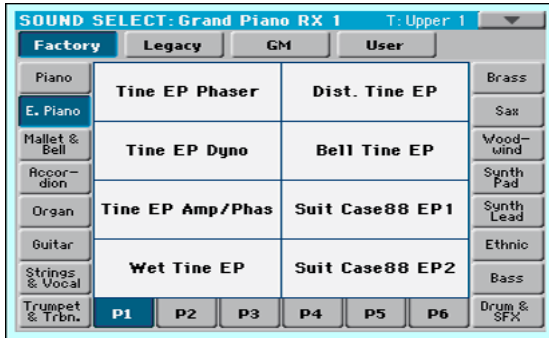 SOUND SELECT:Grand Piano RX 1 T:Upper 1
Factory Legacy GM User
Piano
E. Piano
Mallet &
Bell
Accor-
dion
Organ
Guitar
Strings
& Vocal
Trumpet
& Trbn.
Tine EP Phaser Dist. Tine EP
Tine EP Dyno Bell Tine EP
Tine EP Amp/Phas Suit Case88 EP1
Wet Tine EP Suit Case88 EP2
P1 P2 P3 P4 P5 P6
Brass
Sax
Wood-
wind
Synth
Pad
Synth
Lead
Ethnic
Bass
Drum &
SFX